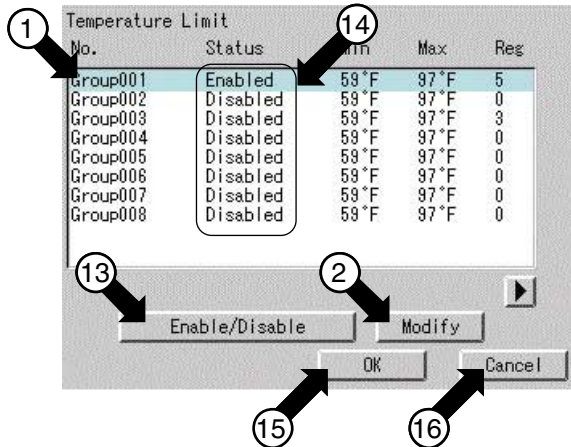 Temperature Limit
No. Status Min Max Reg
Group001 Enabled 59°F 97°F 5
Group002 Disabled 59°F 97°F 0
Group003 Disabled 59°F 97°F 3
Group004 Disabled 59°F 97°F 0
Group005 Disabled 59°F 97°F 0
Group006 Disabled 59°F 97°F 0
Group007 Disabled 59°F 97°F 0
Group008 Disabled 59°F 97°F 0
Enable/Disable Modify
OK Cancel
1
14
13
2
15
16